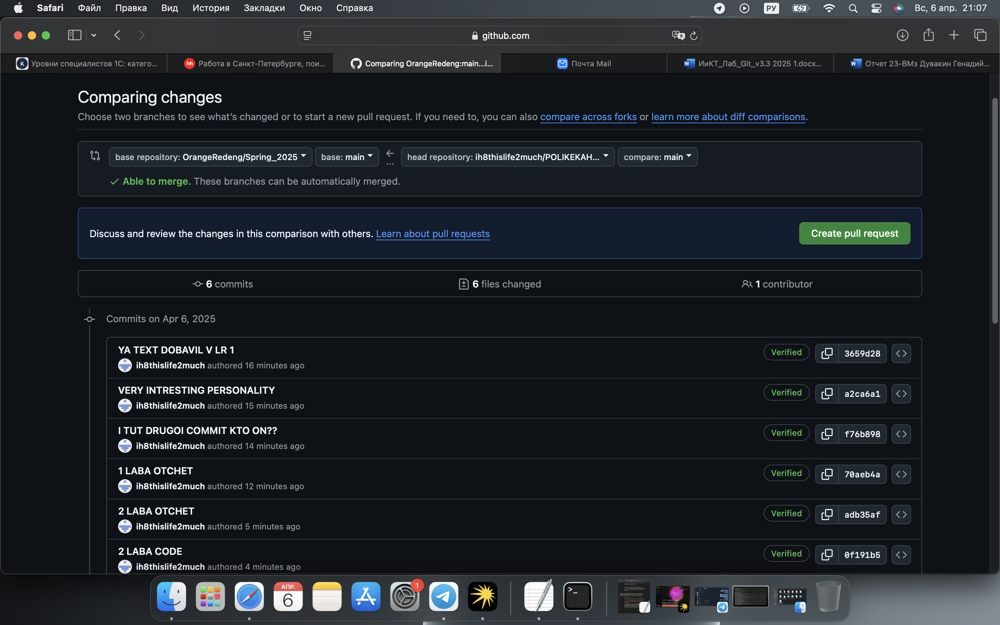 Safari Файл Правка Вид История Закладки Окно Справка РУ Вс, 6 апр. 21:07
github.com
K Уровни специалистов 1С: катего...
hh Работа в Санкт-Петербурге, пои...
Comparing OrangeRedeng:main...i...
Почта Mail
W ИиКТ_Лаб_Git_v3.3 2025 1.docx...
W Отчет 23-ВМз Дувакин Генадий...
Comparing changes
Choose two branches to see what’s changed or to start a new pull request. If you need to, you can also compare across forks or learn more about diff comparisons.
base repository: OrangeRedeng/Spring_2025 base: main ... head repository: ih8thislife2much/POLIKEKAH... compare: main
Able to merge. These branches can be automatically merged.
Discuss and review the changes in this comparison with others. Learn about pull requests
Create pull request
6 commits
6 files changed
1 contributor
Commits on Apr 6, 2025
YA TEXT DOBAVIL V LR 1
ih8thislife2much authored 16 minutes ago
Verified 3659d28
VERY INTRESTING PERSONALITY
ih8thislife2much authored 15 minutes ago
Verified a2ca6a1
I TUT DRUGOI COMMIT KTO ON??
ih8thislife2much authored 14 minutes ago
Verified f76b898
1 LABA OTCHET
ih8thislife2much authored 12 minutes ago
Verified 70aeb4a
2 LABA OTCHET
ih8thislife2much authored 5 minutes ago
Verified adb35af
2 LABA CODE
ih8thislife2much authored 4 minutes ago
Verified 0f191b5
АПР.
6
1